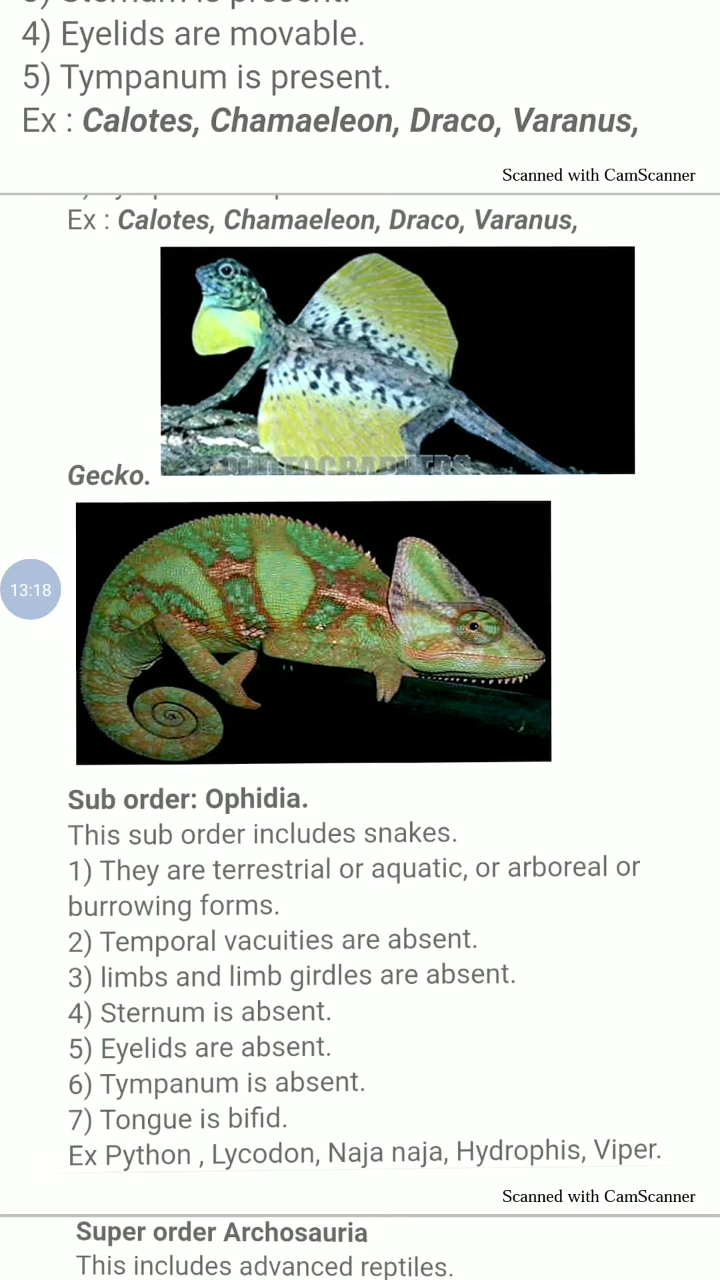 4) Eyelids are movable.
5) Tympanum is present.
Ex : Calotes, Chamaeleon, Draco, Varanus,
Scanned with CamScanner
Ex : Calotes, Chamaeleon, Draco, Varanus,
Gecko.
13:18
Sub order: Ophidia.
This sub order includes snakes.
1) They are terrestrial or aquatic, or arboreal or
burrowing forms.
2) Temporal vacuities are absent.
3) limbs and limb girdles are absent.
4) Sternum is absent.
5) Eyelids are absent.
6) Tympanum is absent.
7) Tongue is bifid.
Ex Python , Lycodon, Naja naja, Hydrophis, Viper.
Scanned with CamScanner
Super order Archosauria
This includes advanced reptiles.